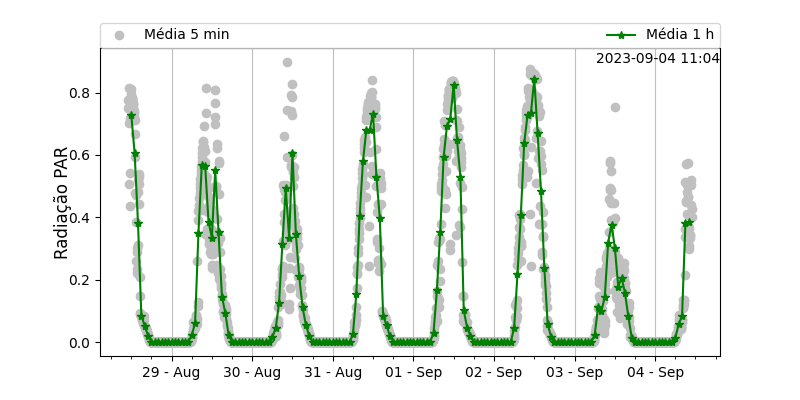 Média 5 min
Média 1 h
2023-09-04 11:04
Radiação PAR
0.8
0.6
0.4
0.2
0.0
29 - Aug
30 - Aug
31 - Aug
01 - Sep
02 - Sep
03 - Sep
04 - Sep